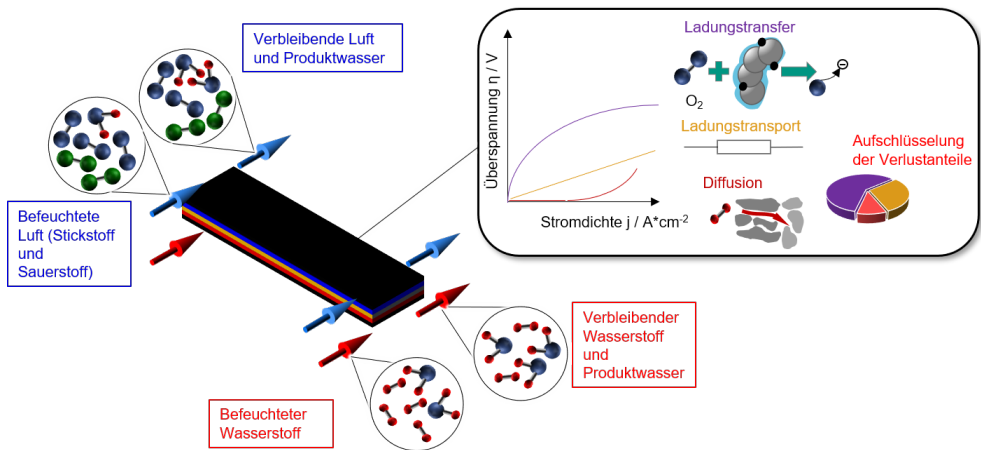 Verbleibende Luft
und Produktwasser
Befeuchtete
Luft (Stickstoff
und
Sauerstoff)
Befeuchteter
Wasserstoff
Verbleibender
Wasserstoff
und
Produktwasser
Überspannung η / V
Stromdichte j / A*cm-2
Ladungstransfer
O2
Ladungstransport
Diffusion
Aufschlüsselung
der Verlustanteile